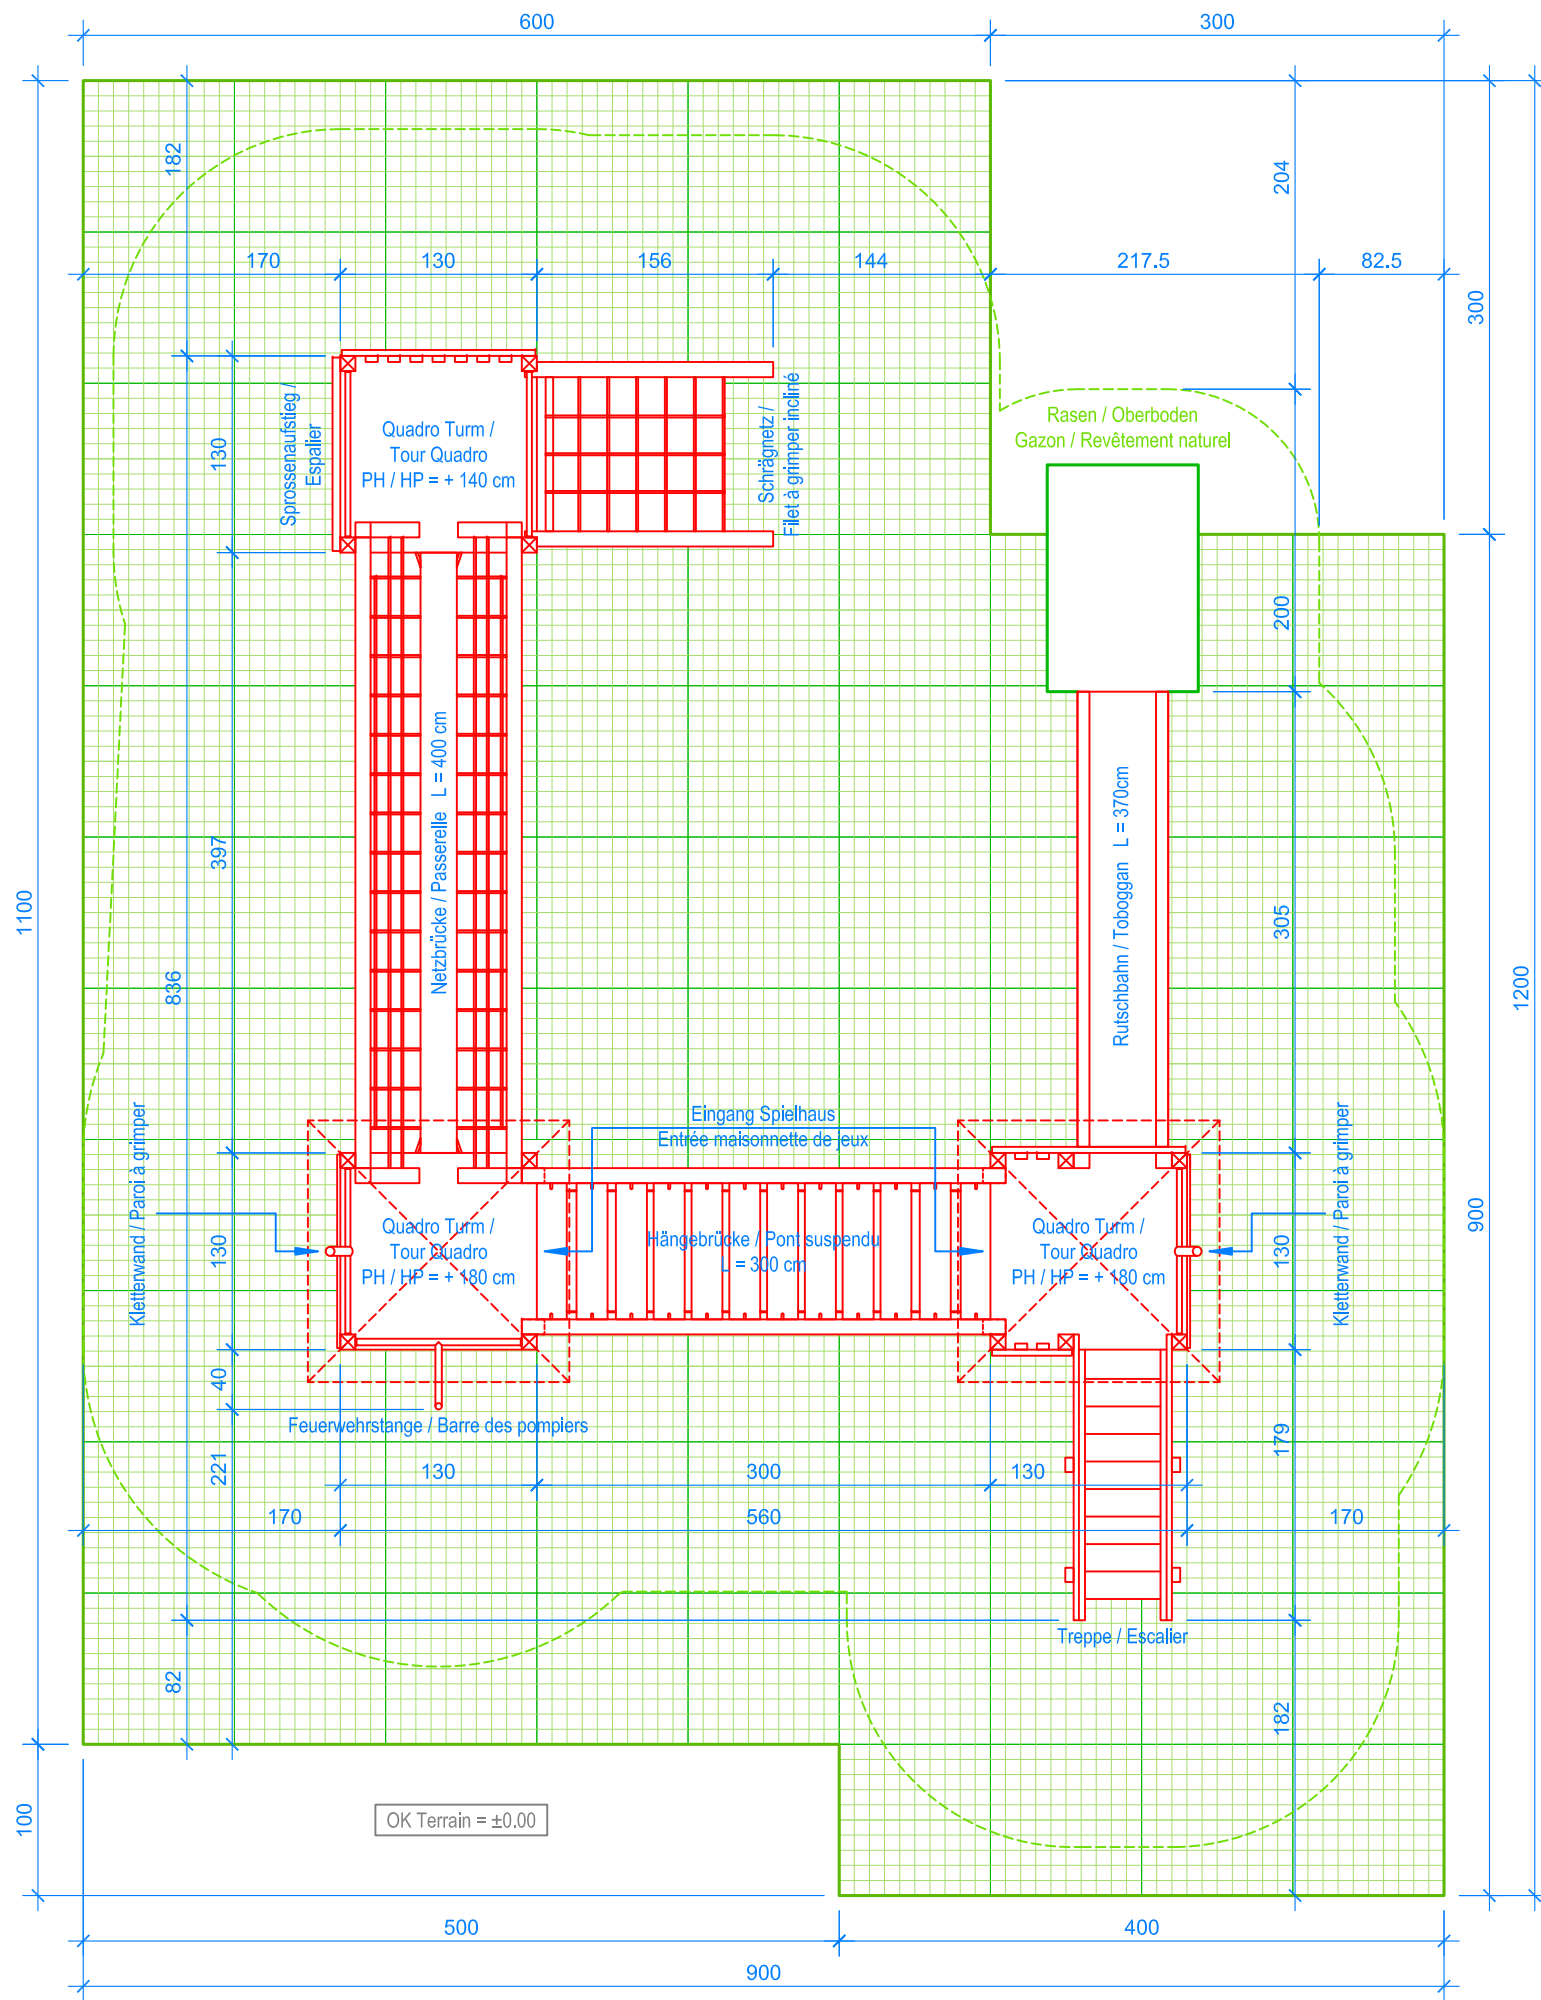 600
300
182
204
170
130
156
144
217.5
82.5
300
Sprossenaufstieg /
Espalier
130
Quadro Turm /
Tour Quadro
PH / HP = + 140 cm
Schrägnetz /
Filet à grimper incliné
Rasen / Oberboden
Gazon / Revêtement naturel
200
Netzbrücke / Passerelle   L = 400 cm
Rutschbahn / Toboggan   L = 370cm
397
305
1100
836
1200
Eingang Spielhaus
Entrée maisonnette de jeux
Kletterwand / Paroi à grimper
Kletterwand / Paroi à grimper
130
Quadro Turm /
Tour Quadro
PH / HP = + 180 cm
Hängebrücke / Pont suspendu
L = 300 cm
Quadro Turm /
Tour Quadro
PH / HP = + 180 cm
130
900
40
Feuerwehrstange / Barre des pompiers
221
179
130
300
130
170
560
170
Treppe / Escalier
82
182
100
OK Terrain = ±0.00
500
400
900